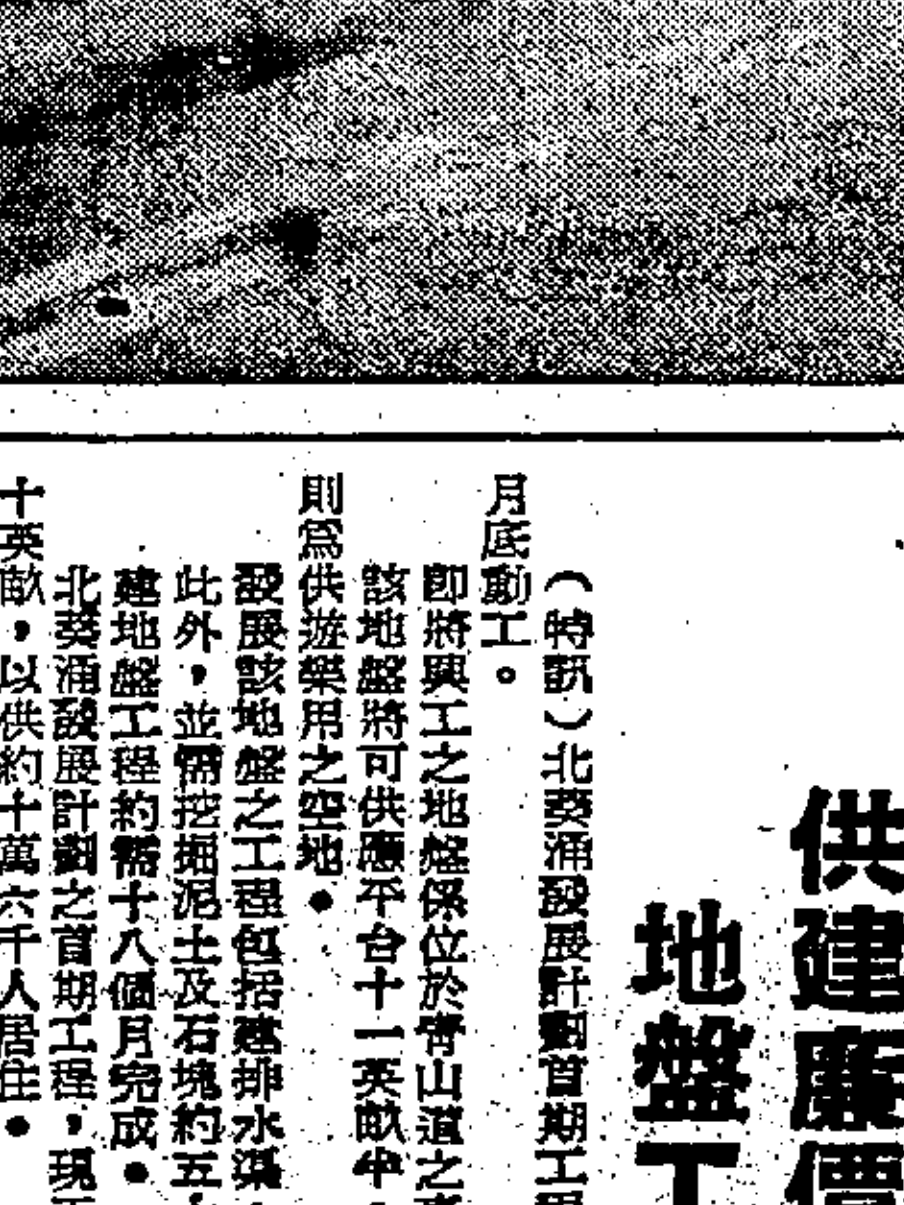 供建廉價
地盤工
（特訊）北葵涌發展計劃首期工
月底動工。
即將興工之地盤係位於青山道之
該地盤將可供應平台十一英畝中，
則為供遊樂用之空地．
發展該地盤之工程包括建排水渠，
此外，並需挖掘泥土及石塊約五
建地盤工程約需十八個月完成．
北葵涌發展計劃之首期工程，現
十英畝，以供約十萬六千人居住．